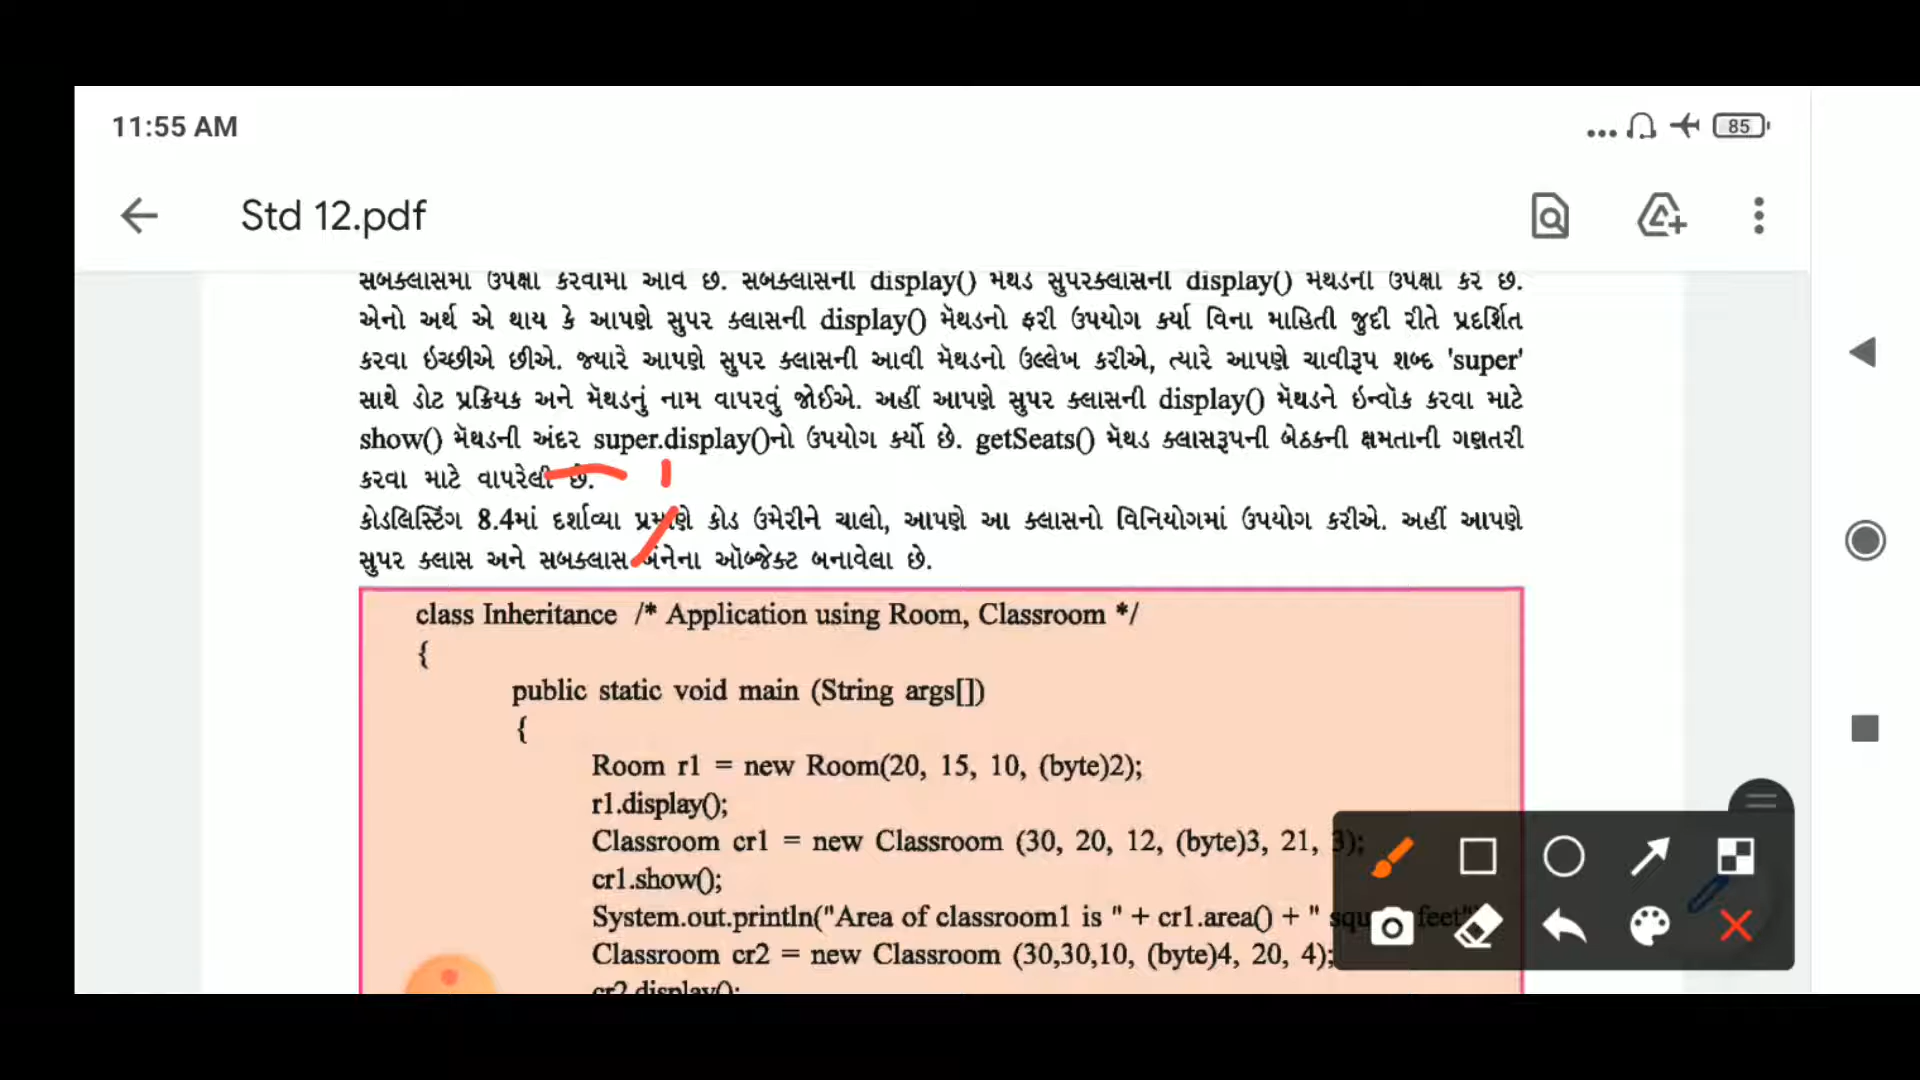 11:55 AM
85
Std 12.pdf
સબક્લાસમાં ઉપેક્ષા કરવામાં આવે છે. સબક્લાસની display() મૅથડ સુપરક્લાસની display() મૅથડની ઉપેક્ષા કરે છે.
એનો અર્થ એ થાય કે આપણે સુપર ક્લાસની display() મૅથડનો ફરી ઉપયોગ કર્યા વિના માહિતી જુદી રીતે પ્રદર્શિત
કરવા ઇચ્છીએ છીએ. જ્યારે આપણે સુપર ક્લાસની આવી મૅથડનો ઉલ્લેખ કરીએ, ત્યારે આપણે ચાવીરૂપ શબ્દ 'super'
સાથે ડોટ પ્રક્રિયક અને મૅથડનું નામ વાપરવું જોઈએ. અહીં આપણે સુપર ક્લાસની display() મૅથડને ઇન્વૉક કરવા માટે
show() મૅથડની અંદર super.display()નો ઉપયોગ કર્યો છે. getSeats() મૅથડ ક્લાસરૂપની બેઠકની ક્ષમતાની ગણતરી
કરવા માટે વાપરેલી છે.
કોડલિસ્ટિંગ 8.4માં દર્શાવ્યા પ્રમાણે કોડ ઉમેરીને ચાલો, આપણે આ ક્લાસનો વિનિયોગમાં ઉપયોગ કરીએ. અહીં આપણે
સુપર ક્લાસ અને સબક્લાસ બંનેના ઑબ્જેક્ટ બનાવેલા છે.
class Inheritance /* Application using Room, Classroom */
{
public static void main (String args[])
{
Room r1 = new Room(20, 15, 10, (byte)2);
r1.display();
Classroom cr1 = new Classroom (30, 20, 12, (byte)3, 21, 3);
cr1.show();
System.out.println("Area of classroom1 is " + cr1.area() + " feet"
Classroom cr2 = new Classroom (30,30,10, (byte)4, 20, 4);
cr2.display();